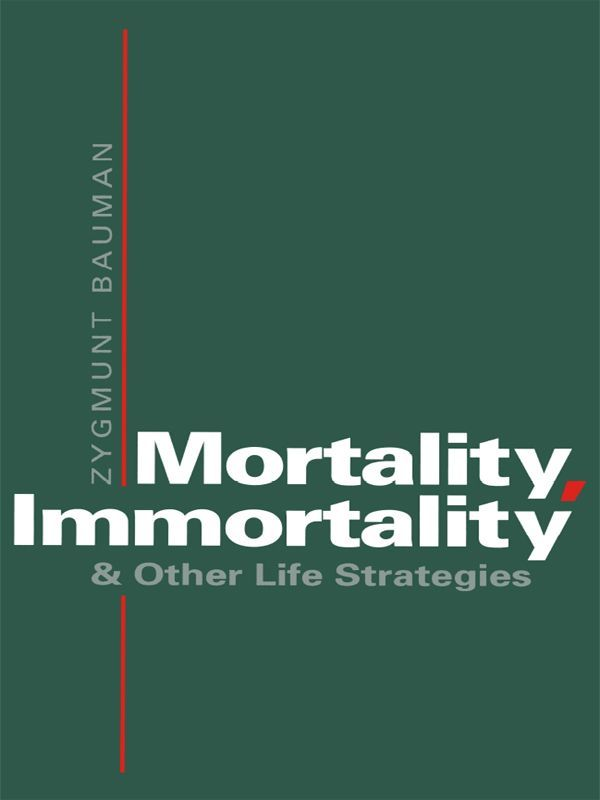 ZYGMUNT BAUMAN
Mortality,
Immortality
& Other Life Strategies